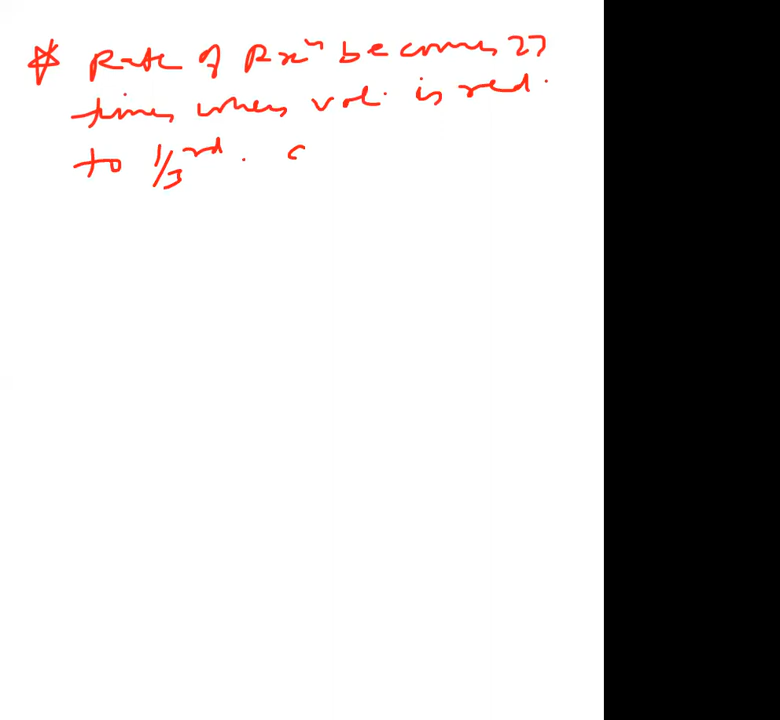 * Rate of Rxⁿ becomes 27
times when vol. is red.
to 1/3rd. c